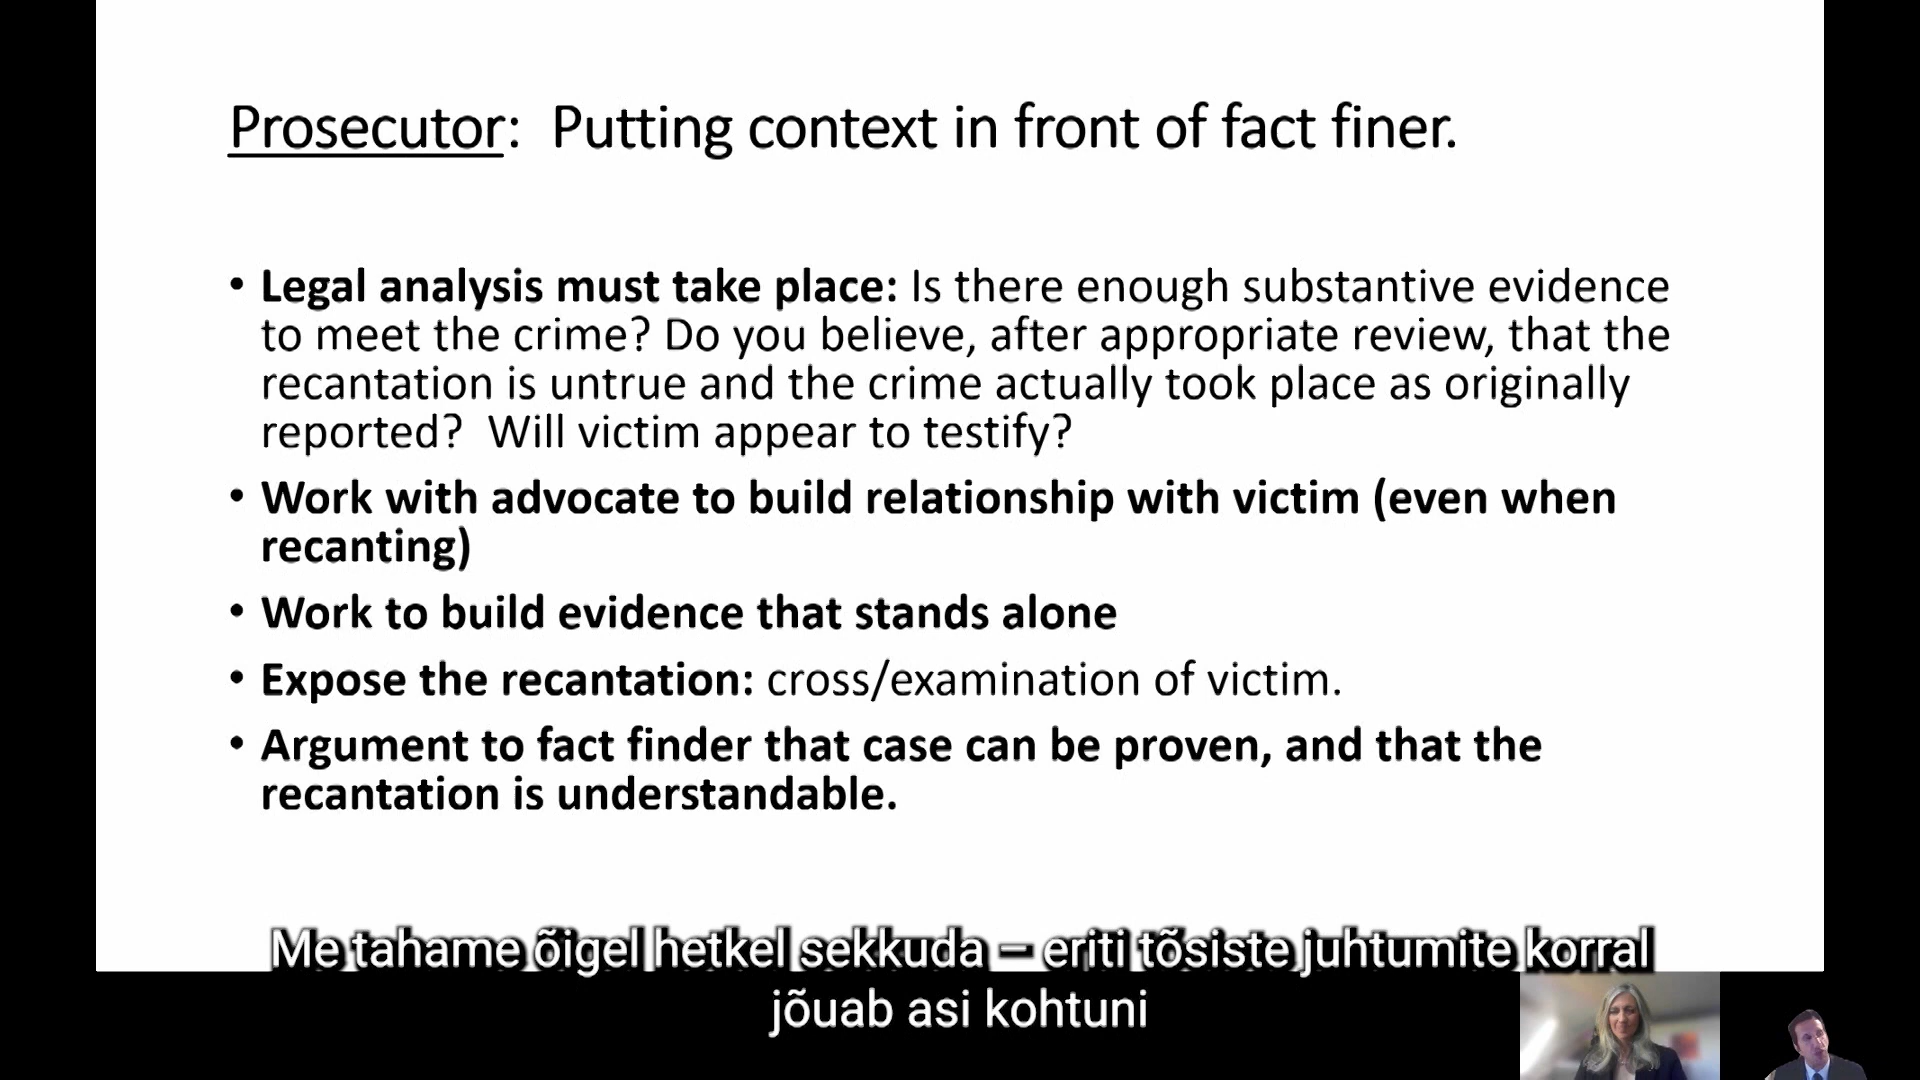 Prosecutor:  Putting context in front of fact finer.
• Legal analysis must take place: Is there enough substantive evidence
to meet the crime? Do you believe, after appropriate review, that the
recantation is untrue and the crime actually took place as originally
reported?  Will victim appear to testify?
• Work with advocate to build relationship with victim (even when
recanting)
• Work to build evidence that stands alone
• Expose the recantation: cross/examination of victim.
• Argument to fact finder that case can be proven, and that the
recantation is understandable.
Me tahame õigel hetkel sekkuda – eriti tõsiste juhtumite korral
jõuab asi kohtuni